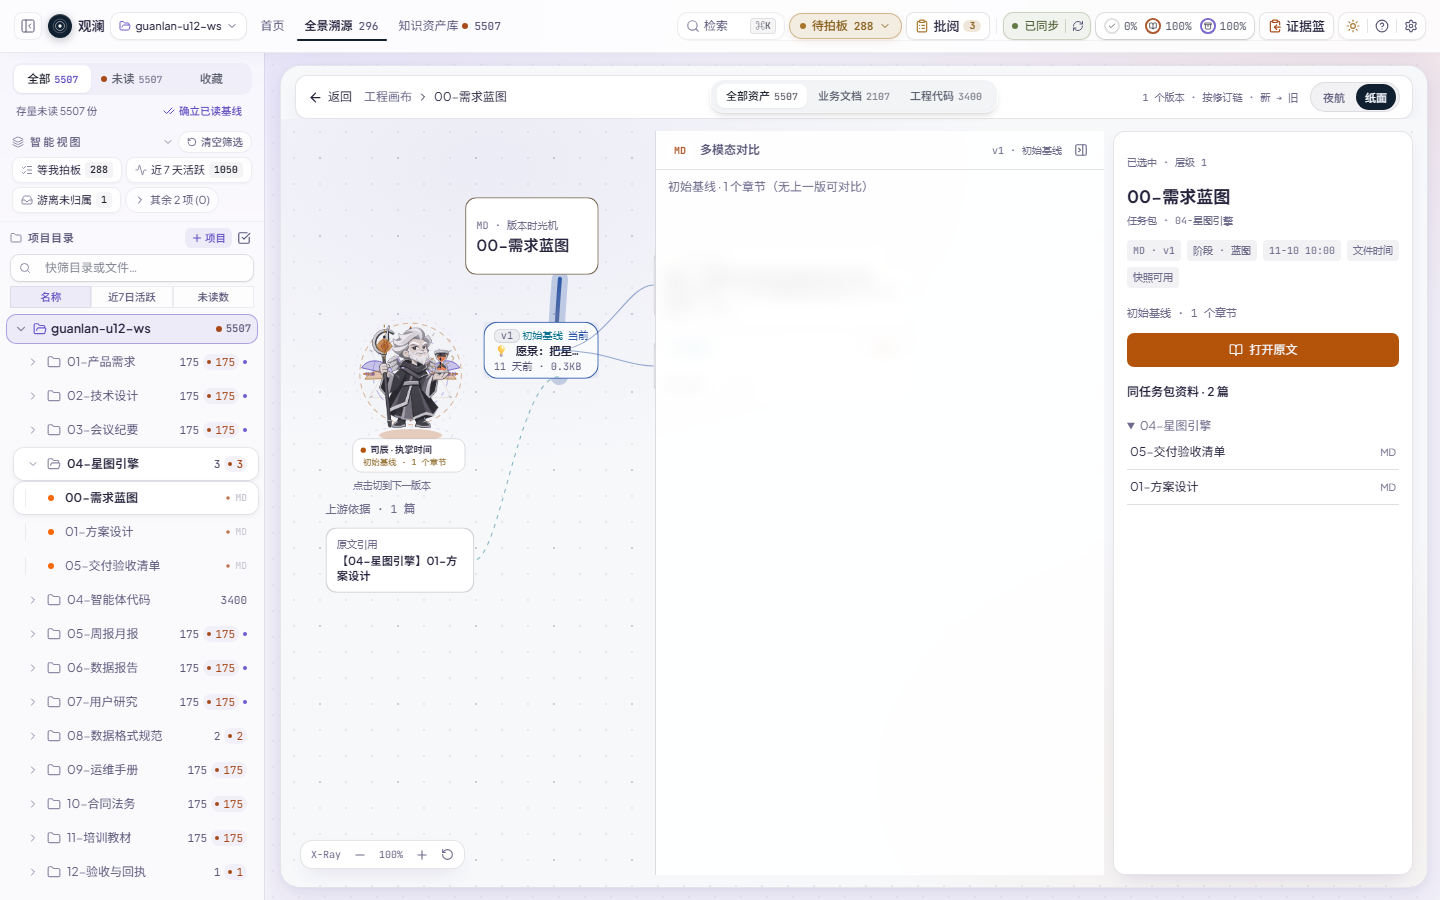 观澜
guanlan-u12-ws
首页
全景溯源 296
知识资产库 5507
检索 ⌘K
待拍板 288
批阅 3
已同步
0% 100% 100%
证据篮
全部 5507
未读 5507
收藏
存量未读 5507 份
确立已读基线
智能视图
清空筛选
等我拍板 288
近 7 天活跃 1050
游离未归属 1
其余 2 项 (0)
项目目录
+ 项目
快筛目录或文件…
名称
近7日活跃
未读数
guanlan-u12-ws 5507
01-产品需求 175 175
02-技术设计 175 175
03-会议纪要 175 175
04-星图引擎 3 3
00-需求蓝图 MD
01-方案设计 MD
05-交付验收清单 MD
04-智能体代码 3400
05-周报月报 175 175
06-数据报告 175 175
07-用户研究 175 175
08-数据格式规范 2 2
09-运维手册 175 175
10-合同法务 175 175
11-培训教材 175 175
12-验收与回执 1 1
← 返回
工程画布 > 00-需求蓝图
全部资产 5507
业务文档 2107
工程代码 3400
1 个版本 · 按修订链 · 新 → 旧
夜航
纸面
MD · 版本时光机
00-需求蓝图
v1 初始基线 当前
💡 愿景：把星…
11 天前 · 0.3KB
司辰·执掌时间
初始基线 · 1 个章节
点击切到下一版本
上游依据 · 1 篇
原文引用
【04-星图引擎】01-方
案设计
X-Ray − 100% +
MD 多模态对比
v1 · 初始基线
初始基线 · 1 个章节（无上一版可对比）
已选中 · 层级 1
00-需求蓝图
任务包 · 04-星图引擎
MD · v1
阶段 · 蓝图
11-10 10:00
文件时间
快照可用
初始基线 · 1 个章节
打开原文
同任务包资料 · 2 篇
▼ 04-星图引擎
05-交付验收清单 MD
01-方案设计 MD